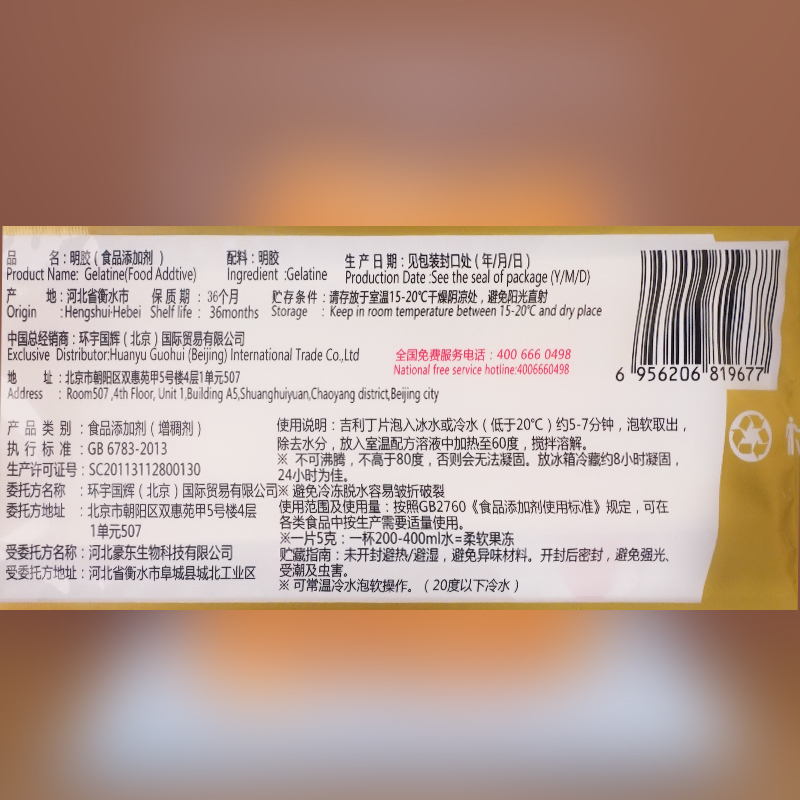 品 名:明胶（食品添加剂） 配料:明胶 生产日期:见包装封口处（年/月/日）
Product Name: Gelatine(Food Addtive) Ingredient :Gelatine Production Date :See the seal of package (Y/M/D)
产 地:河北省衡水市 保质期：36个月 贮存条件：请存放于室温15-20℃干燥阴凉处，避免阳光直射
Origin :Hengshui·Hebei Shelf life： 36months Storage ：Keep in room temperature between 15-20℃ and dry place
中国总经销商：环宇国辉（北京）国际贸易有限公司
Exclusive Distributor:Huanyu Guohui (Beijing) International Trade Co.,Ltd
全国免费服务电话：400 666 0498
National free service hotline:4006660498
地 址：北京市朝阳区双惠苑甲5号楼4层1单元507
Address ：Room507 ,4th Floor, Unit 1,Building A5,Shuanghuiyuan,Chaoyang district,Beijing city
6 956206 819677
产品类别：食品添加剂（增稠剂）
执行标准：GB 6783-2013
生产许可证号：SC20113112800130
委托方名称：环宇国辉（北京）国际贸易有限公司
委托方地址：北京市朝阳区双惠苑甲5号楼4层
1单元507
受委托方名称：河北豪东生物科技有限公司
受委托方地址：河北省衡水市阜城县城北工业区
使用说明：吉利丁片泡入冰水或冷水（低于20℃）约5-7分钟，泡软取出，
除去水分，放入室温配方溶液中加热至60度，搅拌溶解。
※ 不可沸腾，不高于80度，否则会无法凝固。放冰箱冷藏约8小时凝固，
24小时为佳。
※ 避免冷冻脱水容易皱折破裂
使用范围及使用量：按照GB2760《食品添加剂使用标准》规定，可在
各类食品中按生产需要适量使用。
※一片5克：一杯200-400ml水=柔软果冻
贮藏指南：未开封避热/避湿，避免异味材料。开封后密封，避免强光、
受潮及虫害。
※ 可常温冷水泡软操作。（20度以下冷水）